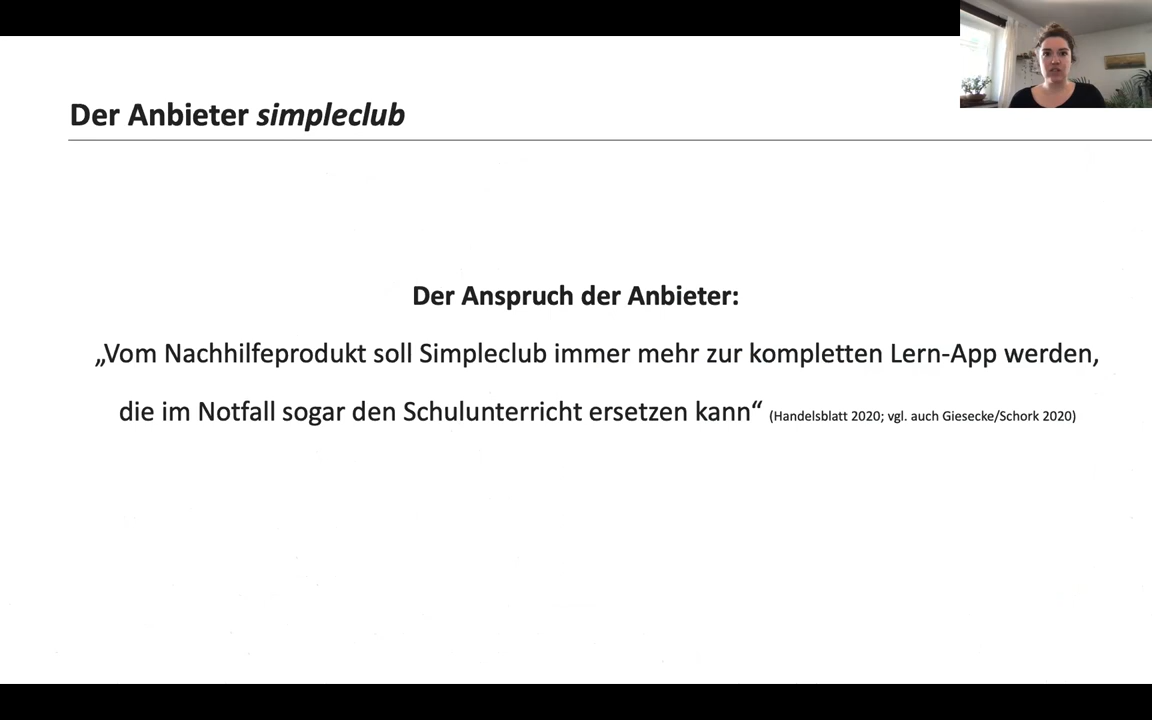 Der Anbieter simpleclub
Der Anspruch der Anbieter:
„Vom Nachhilfeprodukt soll Simpleclub immer mehr zur kompletten Lern-App werden,
die im Notfall sogar den Schulunterricht ersetzen kann“ (Handelsblatt 2020; vgl. auch Giesecke/Schork 2020)